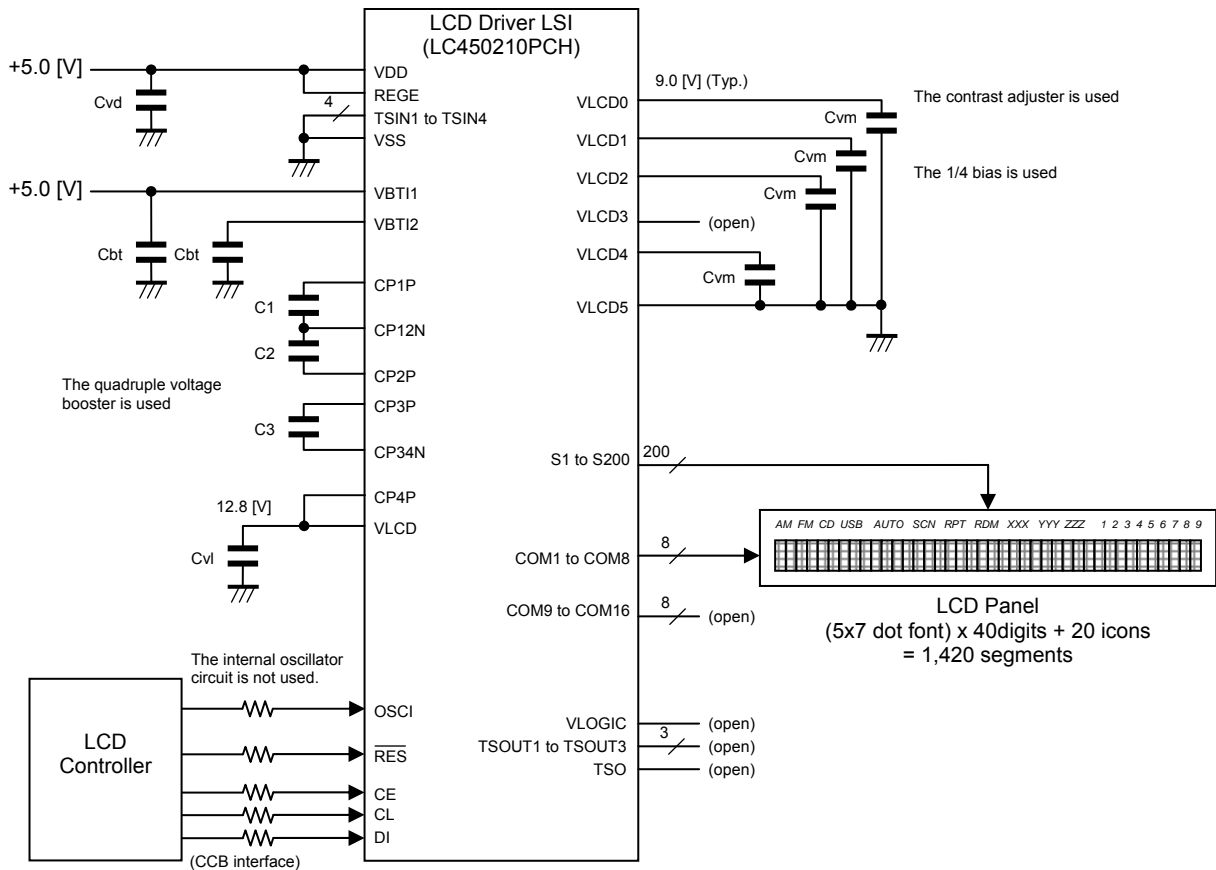 LCD Driver LSI
(LC450210PCH)
+5.0 [V]
Cvd
VDD
REGE
4
TSIN1 to TSIN4
VSS
+5.0 [V]
VBTI1
VBTI2
Cbt
Cbt
CP1P
C1
CP12N
C2
CP2P
The quadruple voltage
booster is used
CP3P
C3
CP34N
CP4P
12.8 [V]
VLCD
Cvl
The internal oscillator
circuit is not used.
LCD
Controller
OSCI
RES
CE
CL
DI
(CCB interface)
9.0 [V] (Typ.)
VLCD0
Cvm
The contrast adjuster is used
VLCD1
Cvm
VLCD2
Cvm
The 1/4 bias is used
VLCD3
(open)
VLCD4
Cvm
VLCD5
S1 to S200
200
AM FM CD USB AUTO SCN RPT RDM XXX YYY ZZZ 1 2 3 4 5 6 7 8 9
COM1 to COM8
8
COM9 to COM16
8
(open)
LCD Panel
(5x7 dot font) x 40digits + 20 icons
= 1,420 segments
VLOGIC
(open)
TSOUT1 to TSOUT3
3
(open)
TSO
(open)